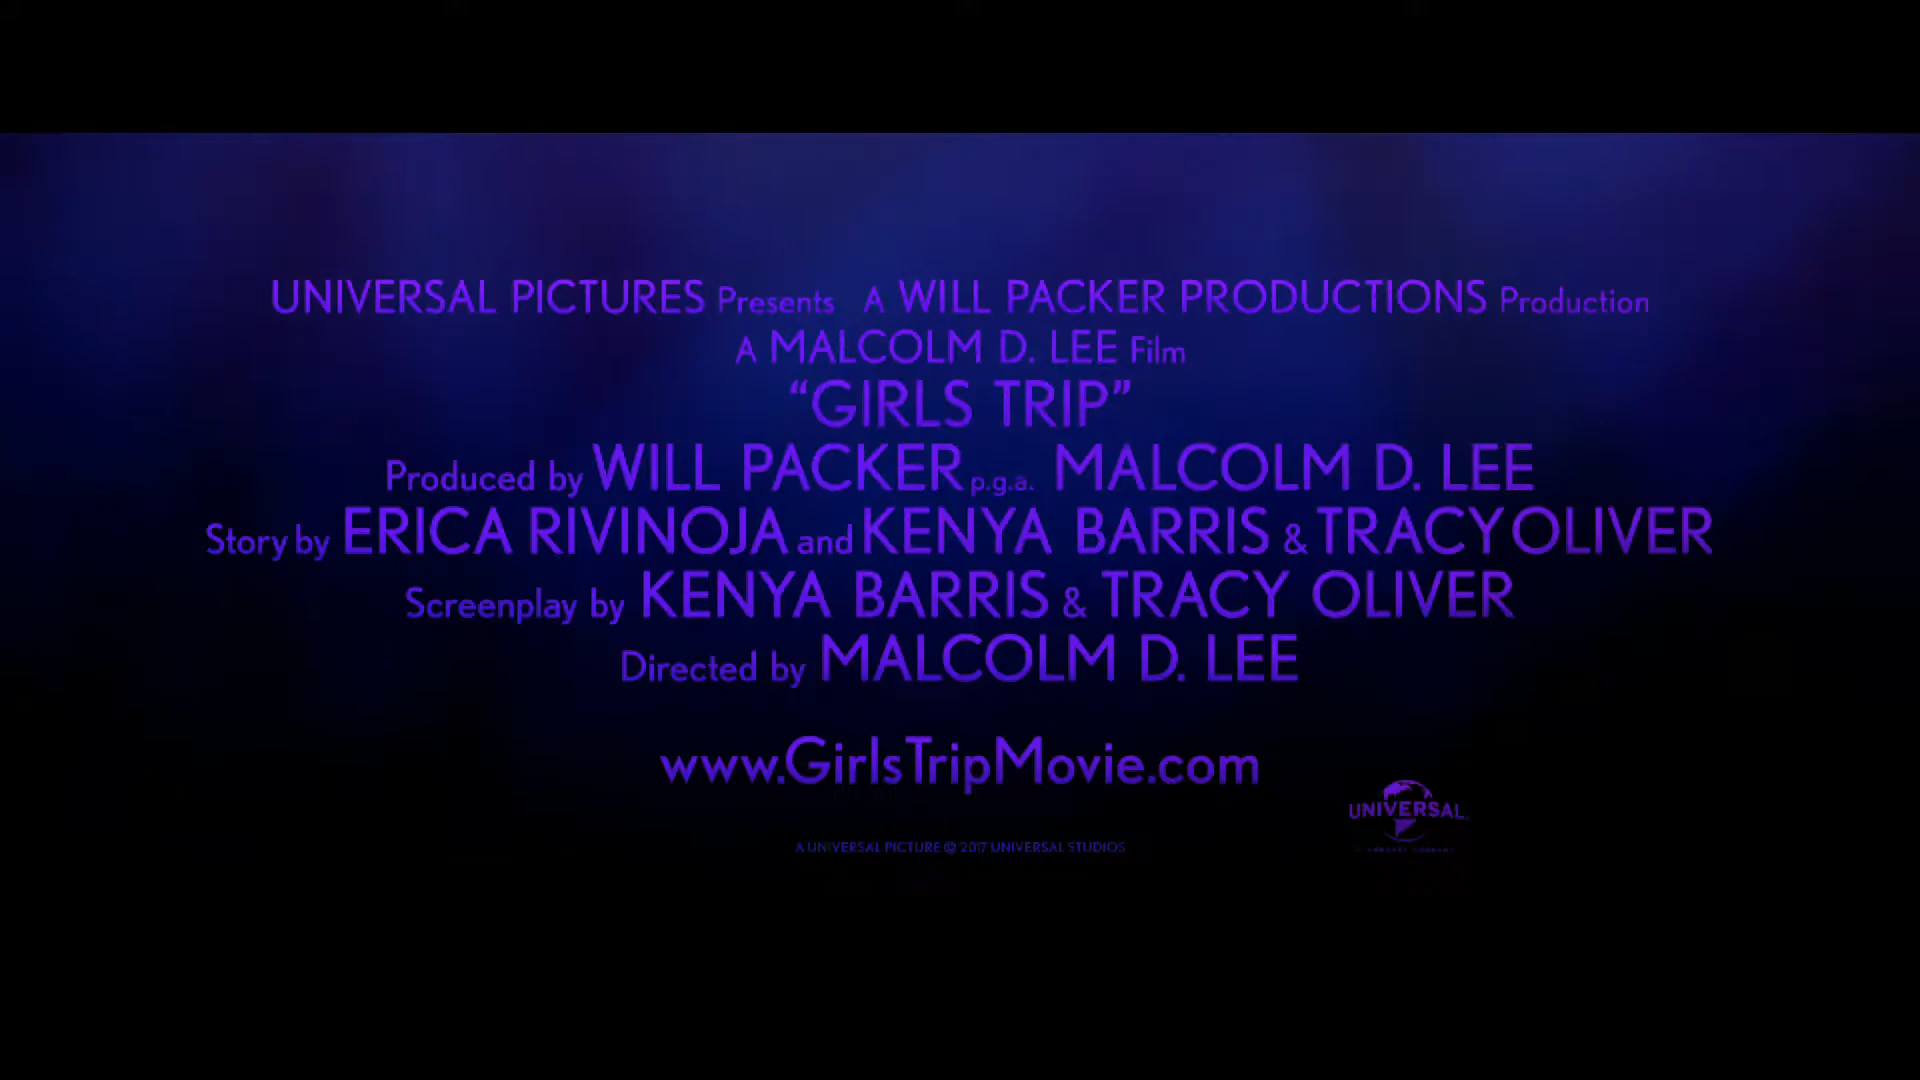 UNIVERSAL PICTURES Presents A WILL PACKER PRODUCTIONS Production
A MALCOLM D. LEE Film
“GIRLS TRIP”
Produced by WILL PACKER p.g.a. MALCOLM D. LEE
Story by ERICA RIVINOJA and KENYA BARRIS & TRACY OLIVER
Screenplay by KENYA BARRIS & TRACY OLIVER
Directed by MALCOLM D. LEE
www.GirlsTripMovie.com
UNIVERSAL
A UNIVERSAL PICTURE © 2017 UNIVERSAL STUDIOS